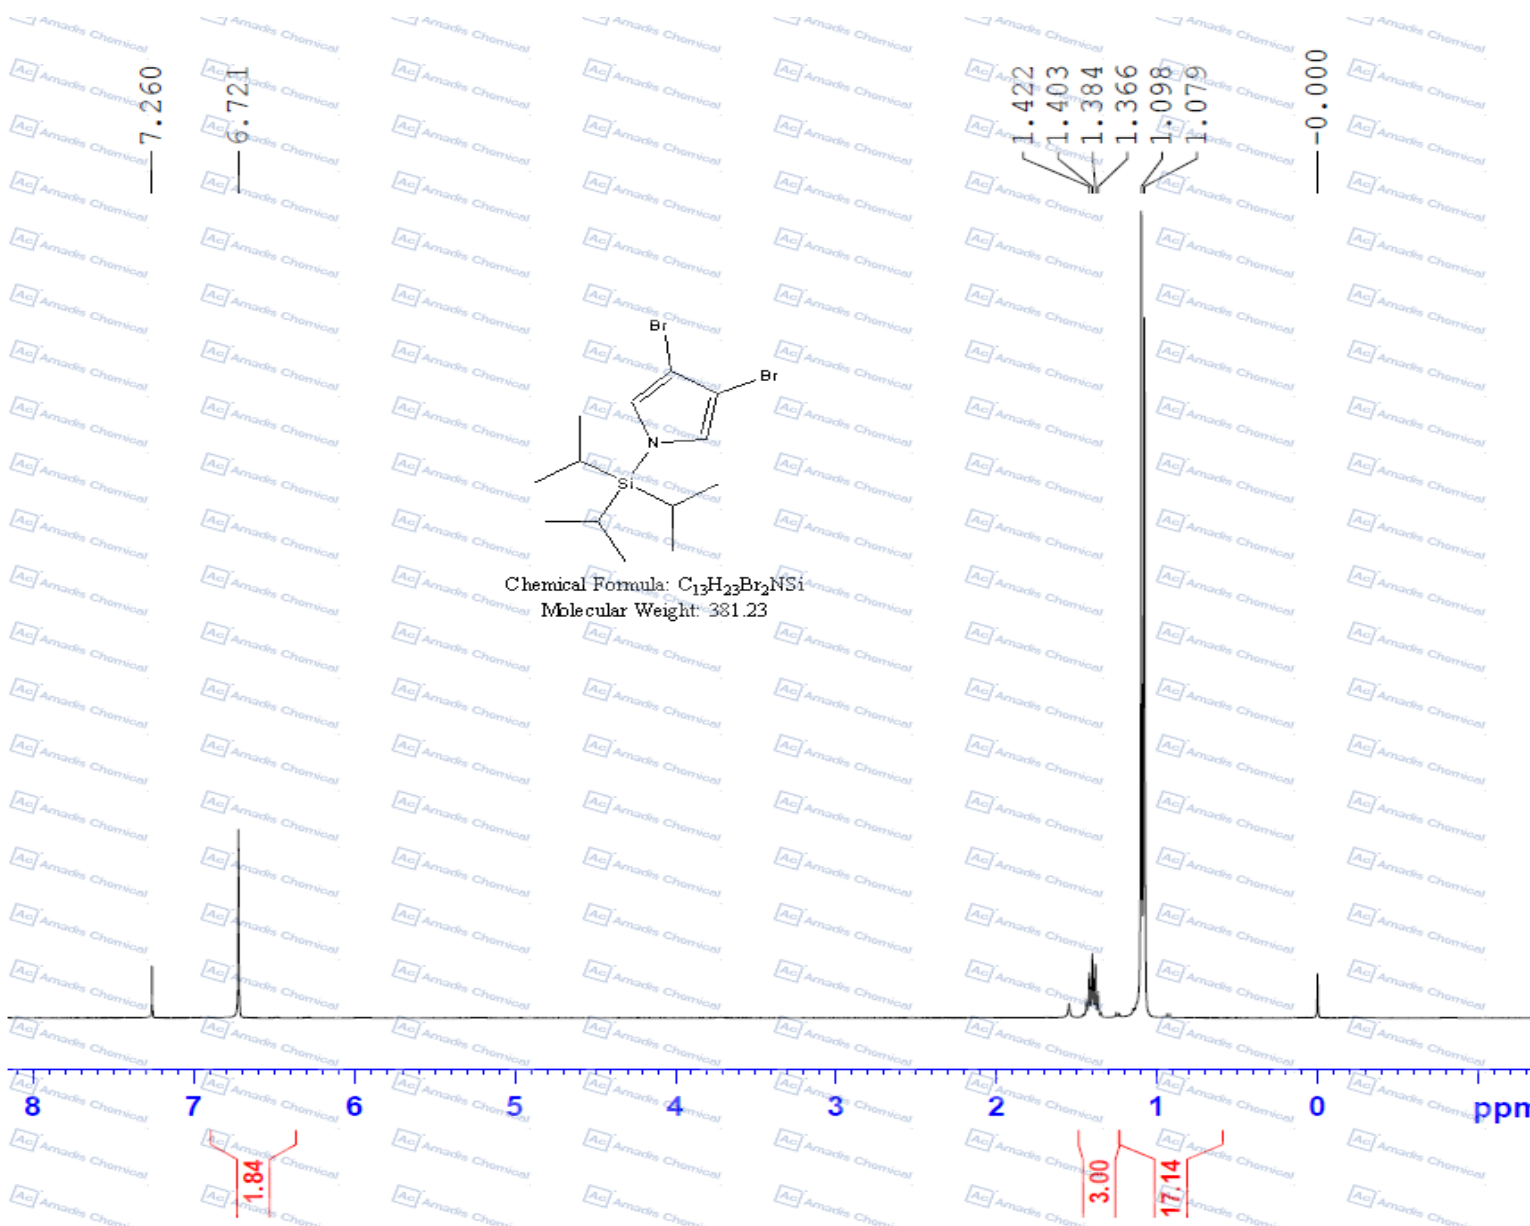 7.260
6.721
1.422
1.403
1.384
1.366
1.098
1.079
-0.000
Br
Br
N
Si
Chemical Formula: C₁₃H₂₃Br₂NSi
Molecular Weight: 381.23
8 7 6 5 4 3 2 1 0 ppm
1.84
3.00
17.14
Ac Amadis Chemical